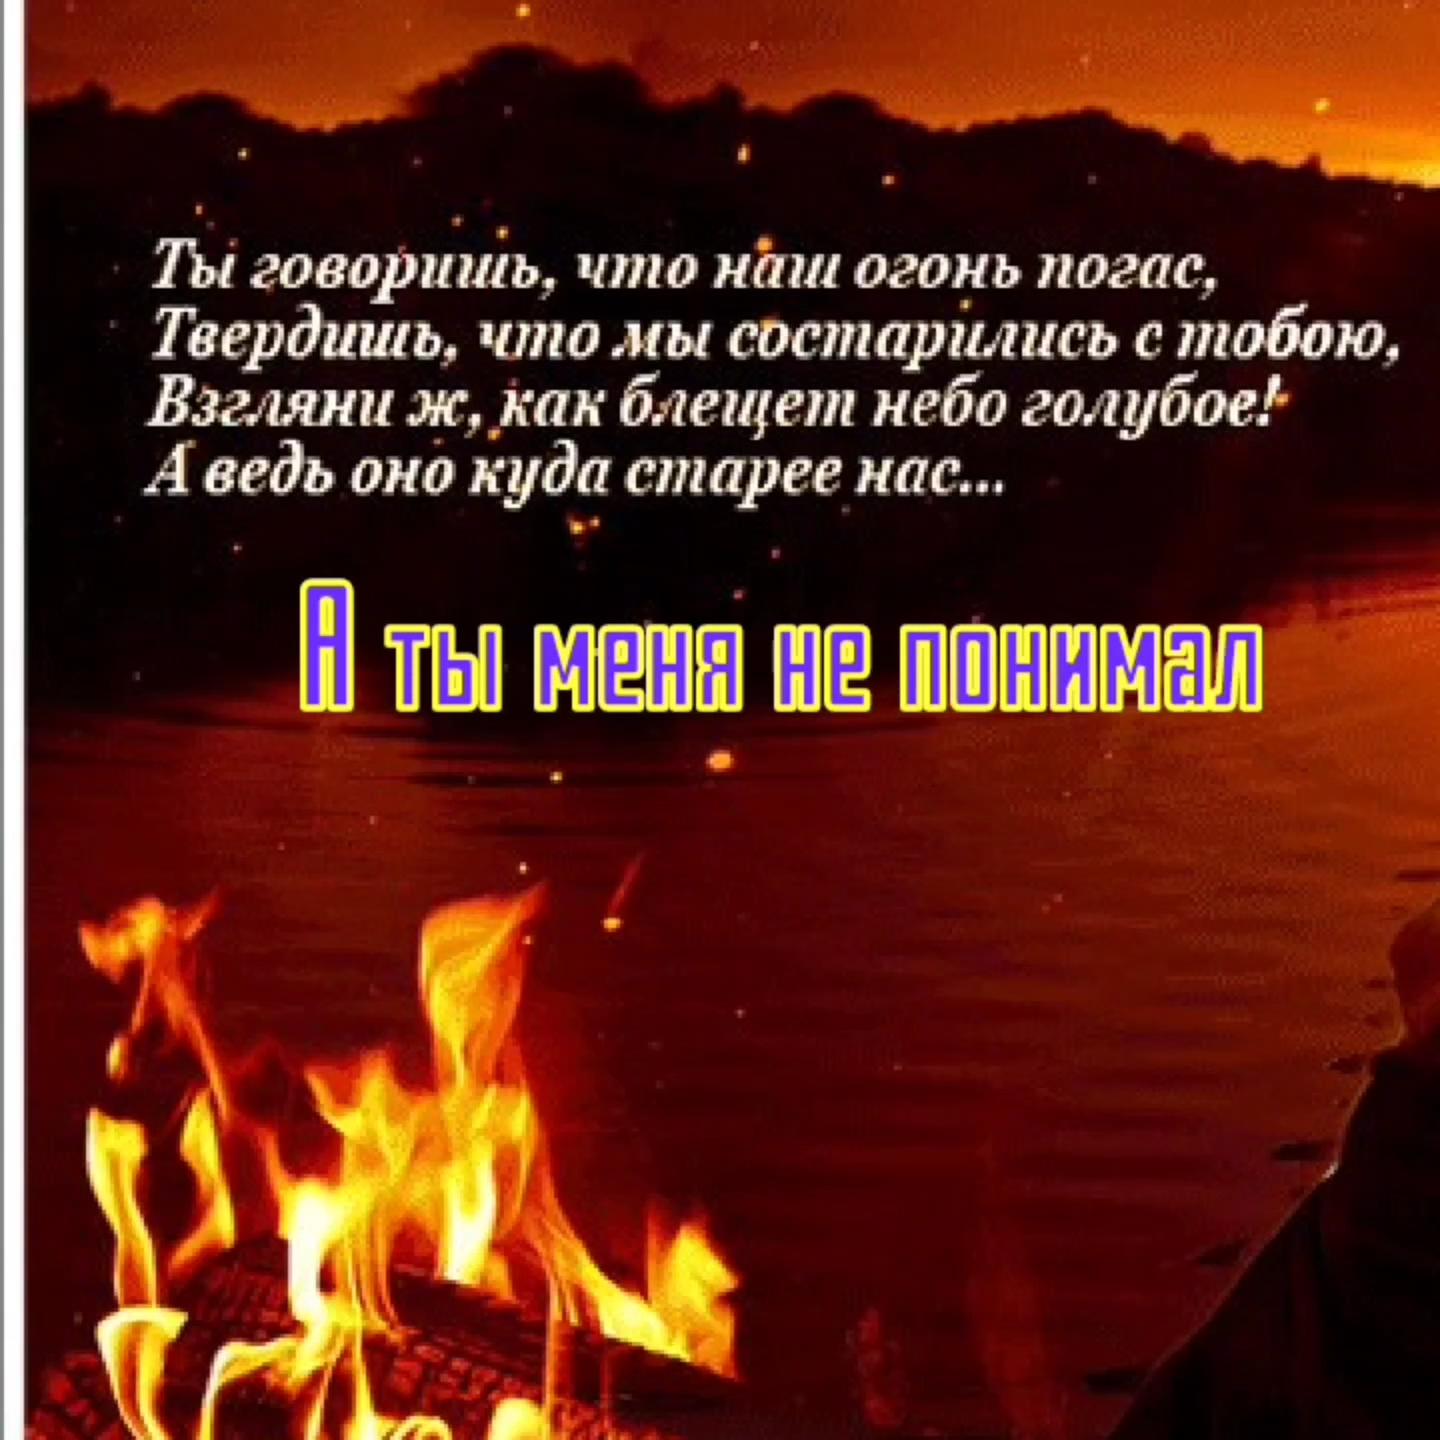 Ты говоришь, что наш огонь погас,
Твердишь, что мы состарились с тобою,
Взгляни ж, как блещет небо голубое!
А ведь оно куда старее нас...
А ты меня не понимал